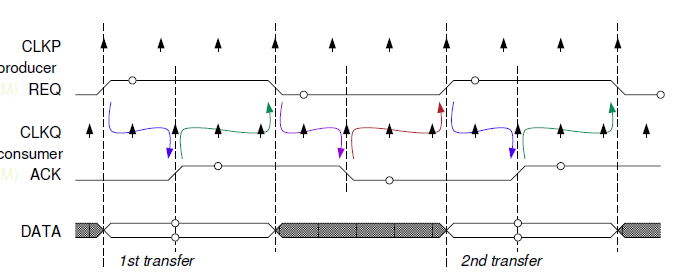 CLKP
producer
M) REQ
CLKQ
consumer
M) ACK
DATA
1st transfer
2nd transfer